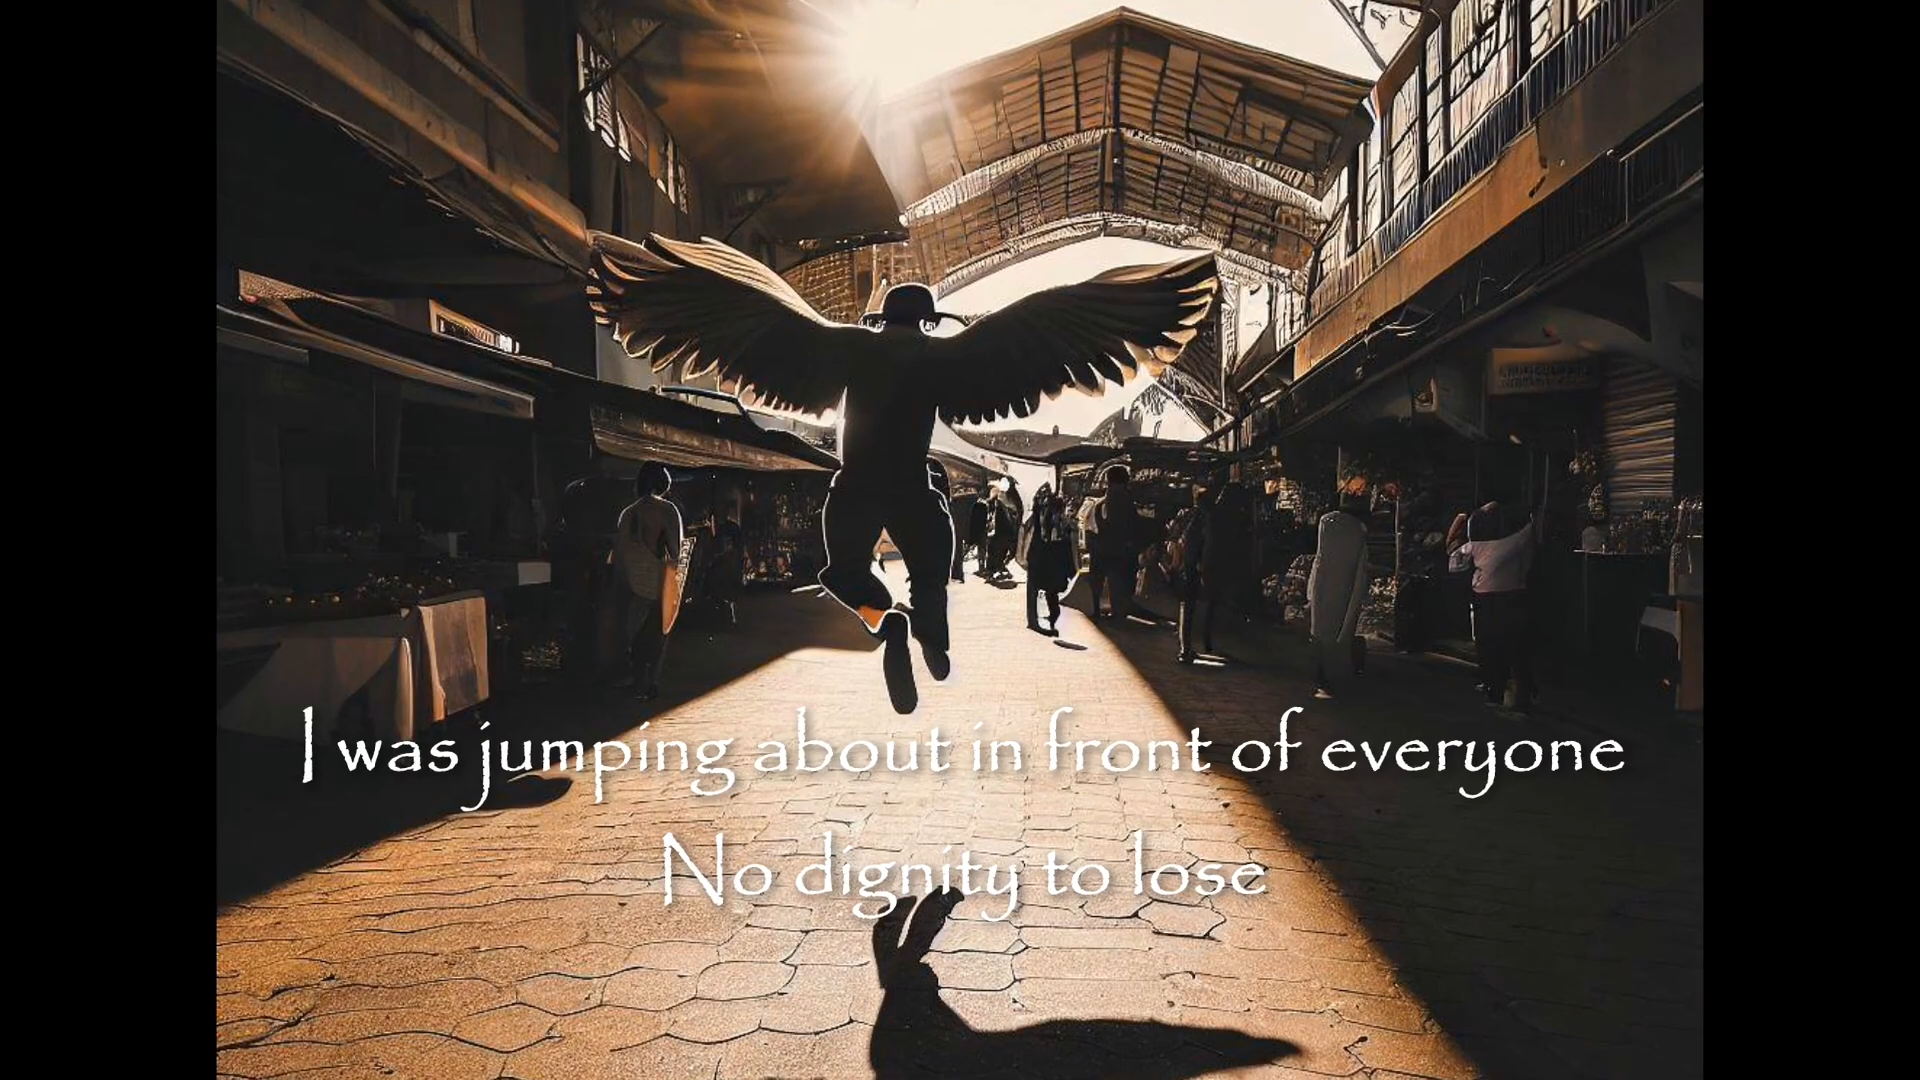 I was jumping about in front of everyone
No dignity to lose